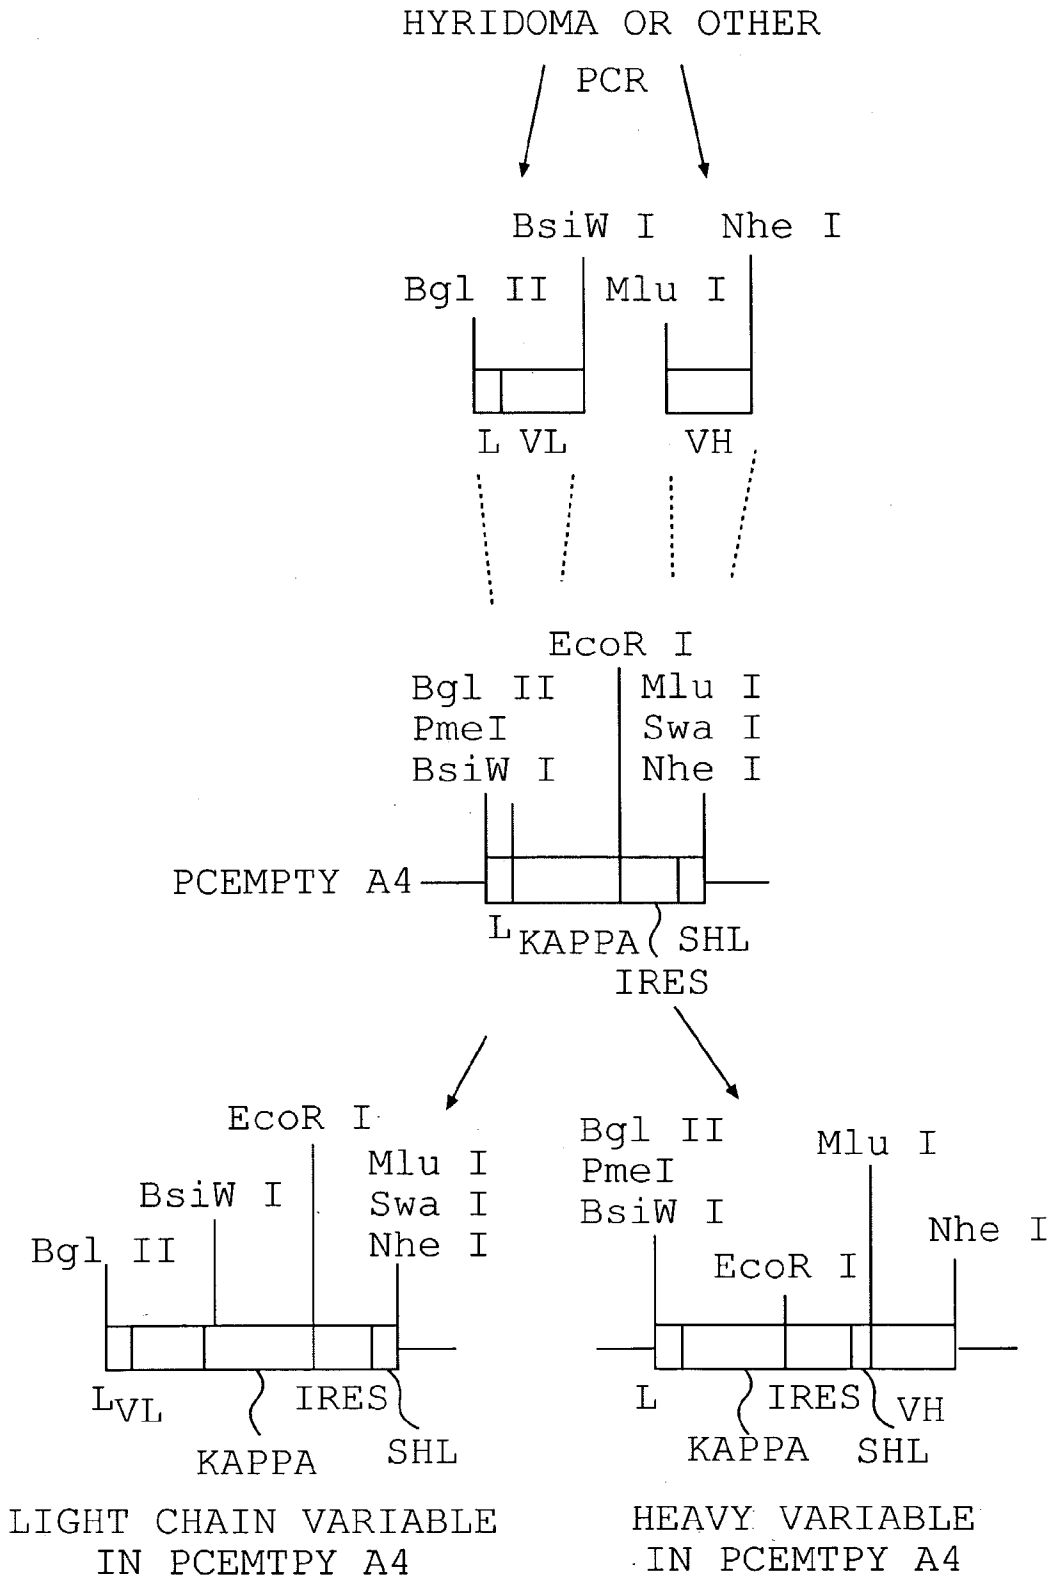 HYRIDOMA OR OTHER
PCR
BsiW I
Nhe I
Bgl II
Mlu I
L VL
VH
EcoR I
Bgl II
PmeI
BsiW I
Mlu I
Swa I
Nhe I
PCEMPTY A4
L
KAPPA
SHL
IRES
EcoR I
Mlu I
Swa I
Nhe I
BsiW I
Bgl II
L
VL
IRES
KAPPA
SHL
LIGHT CHAIN VARIABLE
IN PCEMTPY A4
Bgl II
PmeI
BsiW I
Mlu I
Nhe I
EcoR I
L
IRES
VH
KAPPA
SHL
HEAVY VARIABLE
IN PCEMTPY A4